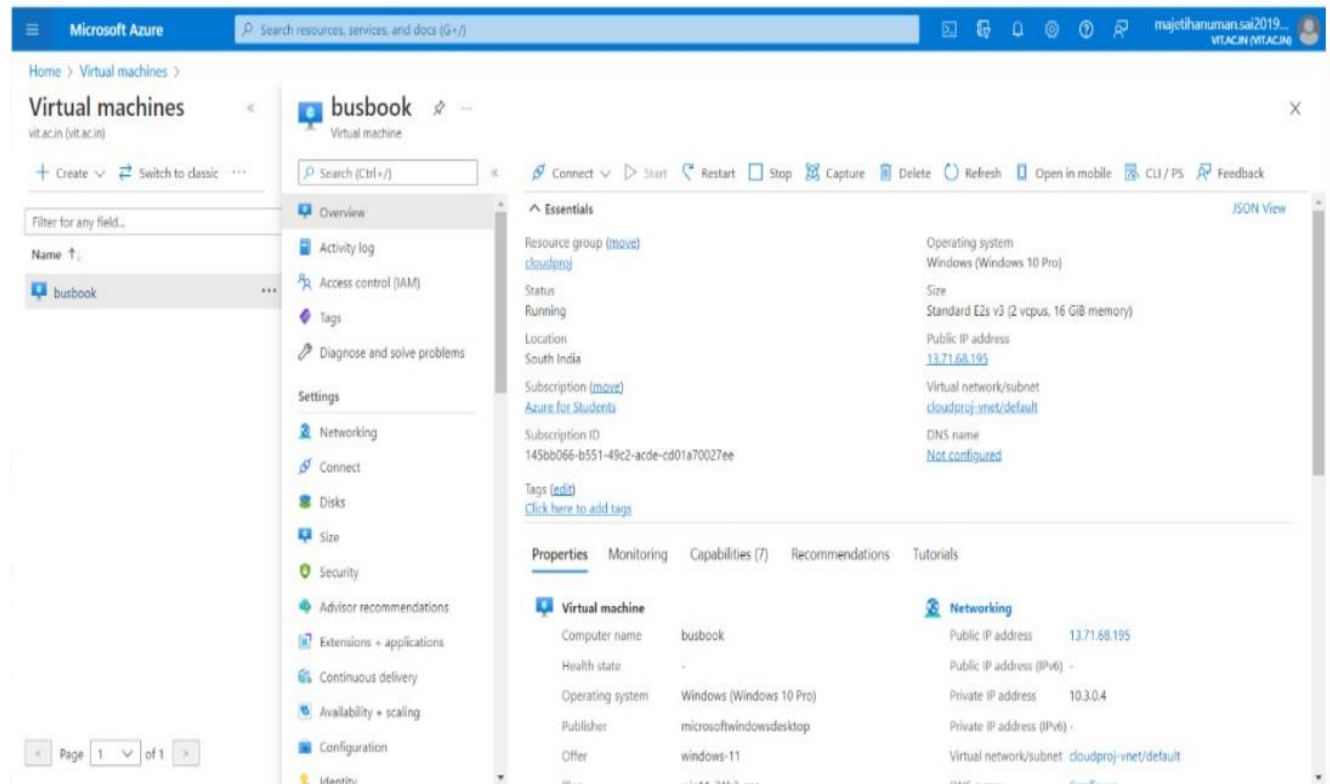 Microsoft Azure
Search resources, services, and docs (G+/)
majetihanuman.sai2019...
VIT.AC.IN (VIT.AC.IN)
Home > Virtual machines >
Virtual machines
vit.ac.in (vit.ac.in)
+ Create
Switch to classic ...
Filter for any field...
Name ↑↓
busbook ...
Page 1 of 1
busbook ...
Virtual machine
Search (Ctrl+/)
Overview
Activity log
Access control (IAM)
Tags
Diagnose and solve problems
Settings
Networking
Connect
Disks
Size
Security
Advisor recommendations
Extensions + applications
Continuous delivery
Availability + scaling
Configuration
Identity
Connect Start Restart Stop Capture Delete Refresh Open in mobile CLI / PS Feedback
Essentials
JSON View
Resource group (move)
cloudproj
Status
Running
Location
South India
Subscription (move)
Azure for Students
Subscription ID
145bb066-b551-49c2-acde-cd01a70027ee
Tags (edit)
Click here to add tags
Operating system
Windows (Windows 10 Pro)
Size
Standard E2s v3 (2 vcpus, 16 GiB memory)
Public IP address
13.71.68.195
Virtual network/subnet
cloudproj-vnet/default
DNS name
Not configured
Properties Monitoring Capabilities (7) Recommendations Tutorials
Virtual machine
Computer name busbook
Health state -
Operating system Windows (Windows 10 Pro)
Publisher microsoftwindowsdesktop
Offer windows-11
Networking
Public IP address 13.71.68.195
Public IP address (IPv6) -
Private IP address 10.3.0.4
Private IP address (IPv6) -
Virtual network/subnet cloudproj-vnet/default